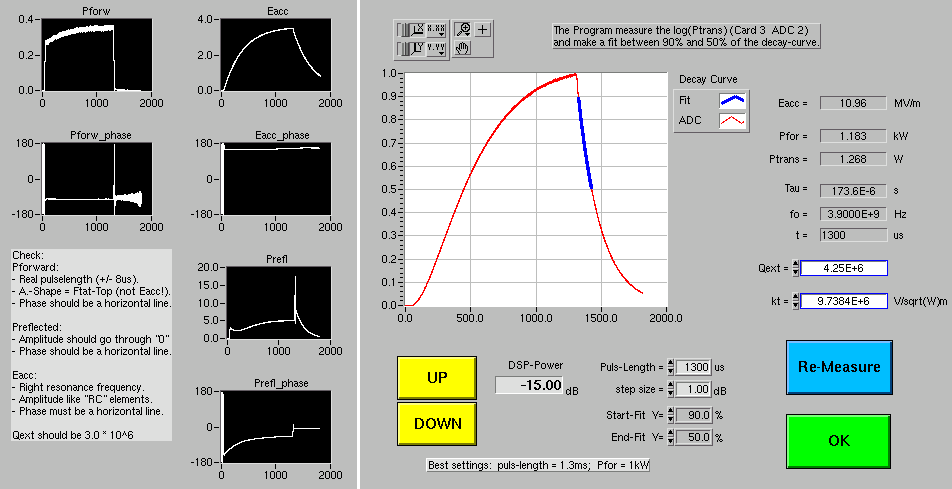 Pforw
0.4
0.2
0.0
0 1000 2000
Eacc
4.0
2.0
0.0
0 1000 2000
Pforw_phase
180
0
-180
0 1000 2000
Eacc_phase
180
0
-180
0 1000 2000
Check:
Pforward:
- Real pulselength (+/- 8us).
- A.-Shape = Ftat-Top (not Eacc!).
- Phase should be a horizontal line.
Preflected:
- Amplitude should go through "0"
- Phase should be a horizontal line.
Eacc:
- Right resonance frequency.
- Amplitude like "RC" elements.
- Phase must be a horizontal line.
Qext should be 3.0 * 10^6
Prefl
20.0
15.0
10.0
5.0
0.0
0 1000 2000
Prefl_phase
180
0
-180
0 1000 2000
X.XX
Y.YY
The Program measure the log(Ptrans) (Card 3 ADC 2)
and make a fit between 90% and 50% of the decay-curve.
1.0
0.9
0.8
0.7
0.6
0.5
0.4
0.3
0.2
0.1
0.0
0.0 500.0 1000.0 1500.0 2000.0
Decay Curve
Fit
ADC
Eacc = 10.96 MV/m
Pfor = 1.183 kW
Ptrans = 1.268 W
Tau = 173.6E-6 s
fo = 3.9000E+9 Hz
t = 1300 us
Qext = 4.25E+6
kt = 9.7384E+6 V/sqrt(W)m
UP
DOWN
DSP-Power
-15.00 dB
Puls-Length = 1300 us
step size = 1.00 dB
Start-Fit Y= 90.0 %
End-Fit Y= 50.0 %
Re-Measure
OK
Best settings: puls-length = 1.3ms; Pfor = 1kW